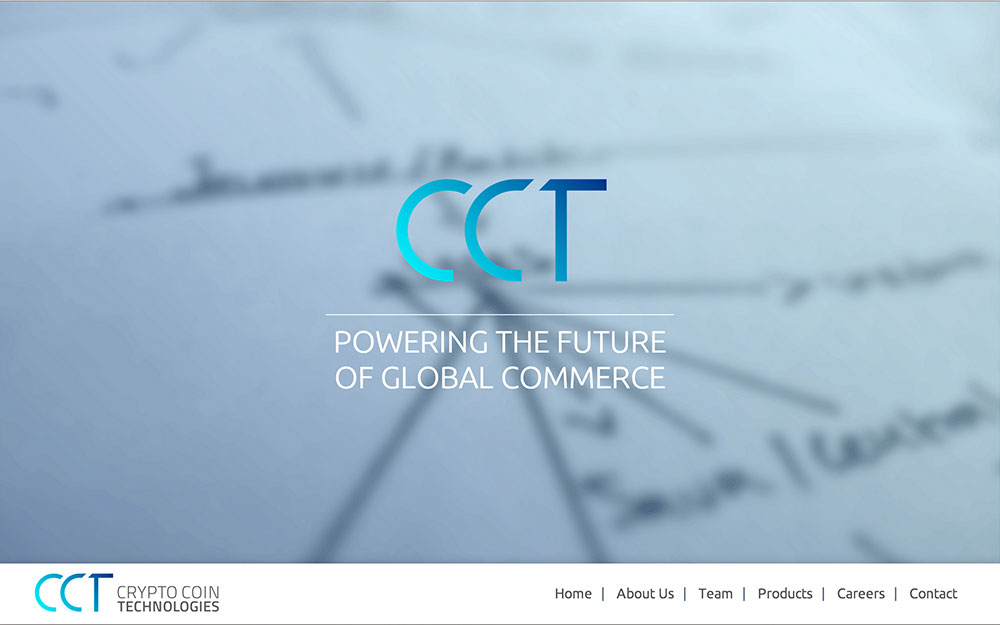 CCT
POWERING THE FUTURE
OF GLOBAL COMMERCE
CCT CRYPTO COIN
TECHNOLOGIES
Home | About Us | Team | Products | Careers | Contact